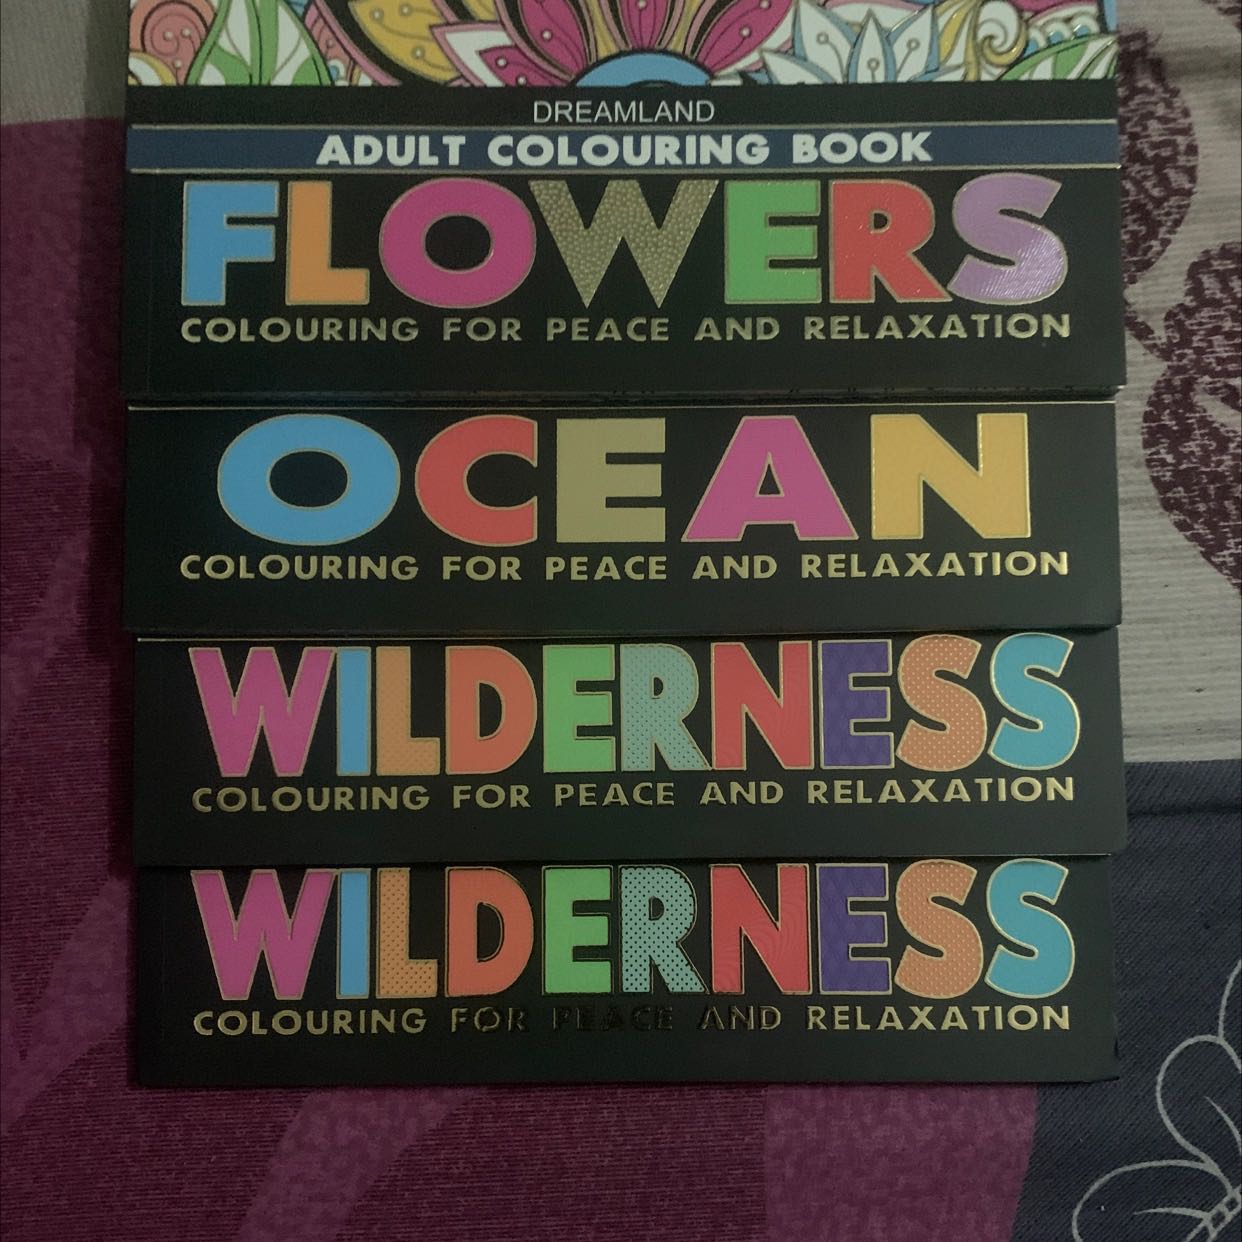 DREAMLAND
ADULT COLOURING BOOK
FLOWERS
COLOURING FOR PEACE AND RELAXATION
OCEAN
COLOURING FOR PEACE AND RELAXATION
WILDERNESS
COLOURING FOR PEACE AND RELAXATION
WILDERNESS
COLOURING FOR PEACE AND RELAXATION